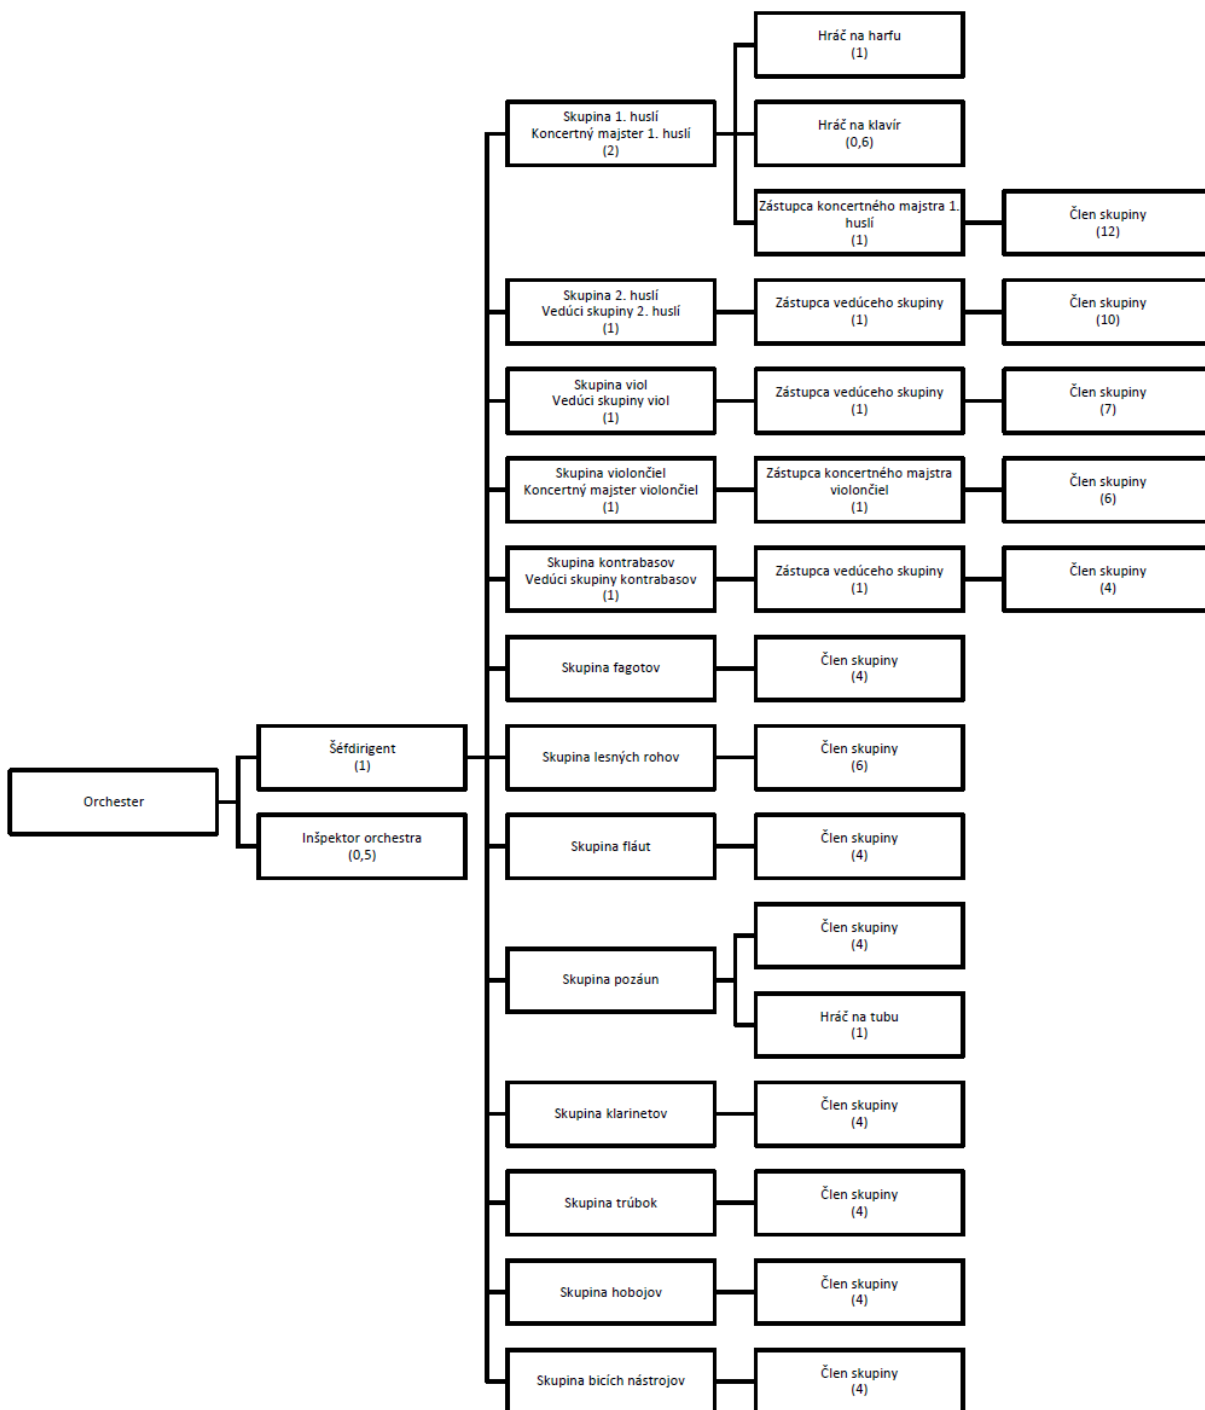 Hráč na harfu
(1)
Skupina 1. huslí
Koncertný majster 1. huslí
(2)
Hráč na klavír
(0,6)
Zástupca koncertného majstra 1.
huslí
(1)
Člen skupiny
(12)
Skupina 2. huslí
Vedúci skupiny 2. huslí
(1)
Zástupca vedúceho skupiny
(1)
Člen skupiny
(10)
Skupina viol
Vedúci skupiny viol
(1)
Zástupca vedúceho skupiny
(1)
Člen skupiny
(7)
Skupina violončiel
Koncertný majster violončiel
(1)
Zástupca koncertného majstra
violončiel
(1)
Člen skupiny
(6)
Skupina kontrabasov
Vedúci skupiny kontrabasov
(1)
Zástupca vedúceho skupiny
(1)
Člen skupiny
(4)
Skupina fagotov
Člen skupiny
(4)
Orchester
Šéfdirigent
(1)
Inšpektor orchestra
(0,5)
Skupina lesných rohov
Člen skupiny
(6)
Skupina fláut
Člen skupiny
(4)
Skupina pozáun
Člen skupiny
(4)
Hráč na tubu
(1)
Skupina klarinetov
Člen skupiny
(4)
Skupina trúbok
Člen skupiny
(4)
Skupina hobojov
Člen skupiny
(4)
Skupina bicích nástrojov
Člen skupiny
(4)